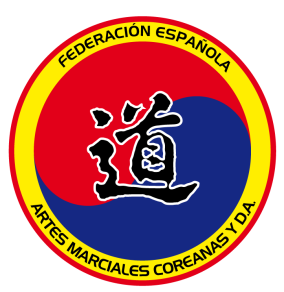 FEDERACIÓN ESPAÑOLA
道
ARTES MARCIALES COREANAS Y D.A.